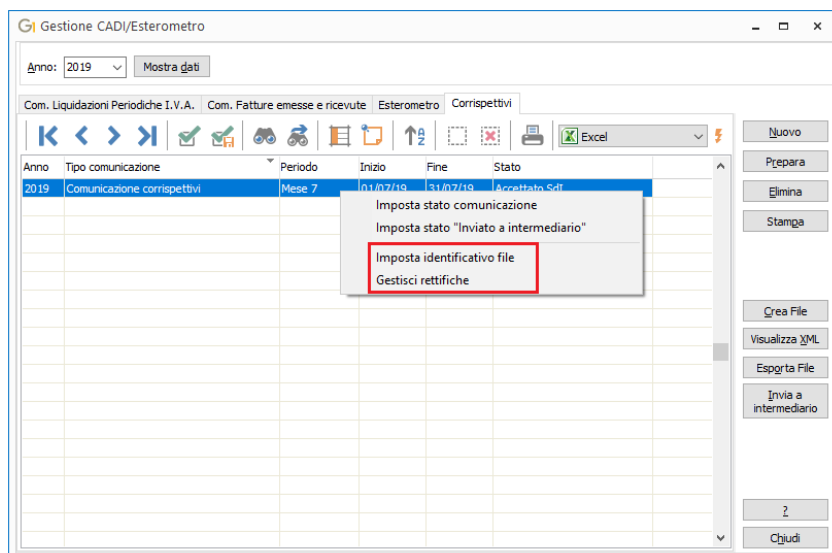 Gestione CADI/Esterometro
Anno: 2019 Mostra dati
Com. Liquidazioni Periodiche I.V.A. Com. Fatture emesse e ricevute Esterometro Corrispettivi
Excel
Anno Tipo comunicazione Periodo Inizio Fine Stato
2019 Comunicazione corrispettivi Mese 7 01/07/19 31/07/19 Accettato SdI
Imposta stato comunicazione
Imposta stato "Inviato a intermediario"
Imposta identificativo file
Gestisci rettifiche
Nuovo
Prepara
Elimina
Stampa
Crea File
Visualizza XML
Esporta File
Invia a
intermediario
?
Chiudi